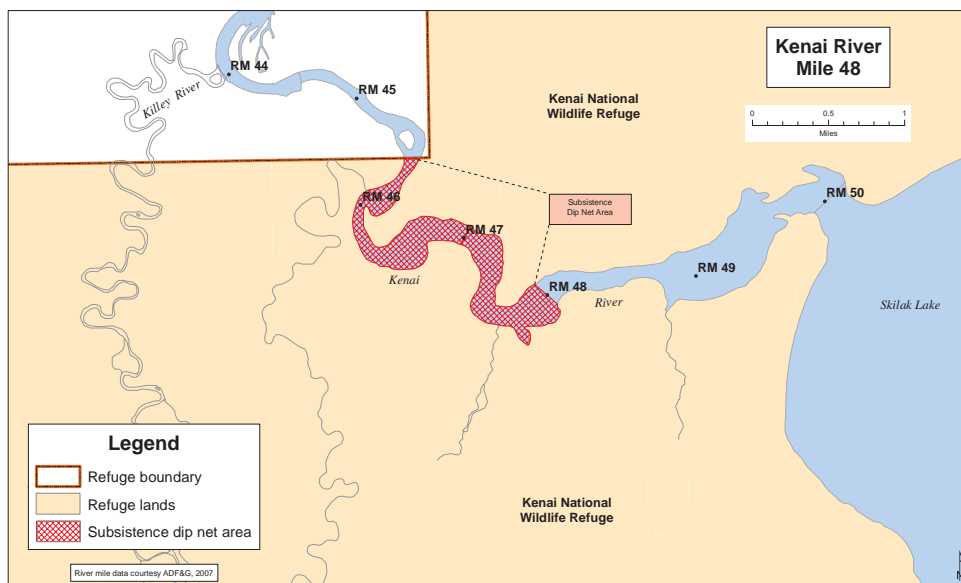 Kenai River
Mile 48
0 0.5 1
Miles
RM 44
Killey River
RM 45
Kenai National
Wildlife Refuge
RM 46
Subsistence
Dip Net Area
RM 50
RM 47
Kenai
RM 49
RM 48
River
Skilak Lake
Legend
Refuge boundary
Refuge lands
Subsistence dip net area
Kenai National
Wildlife Refuge
River mile data courtesy ADF&G, 2007